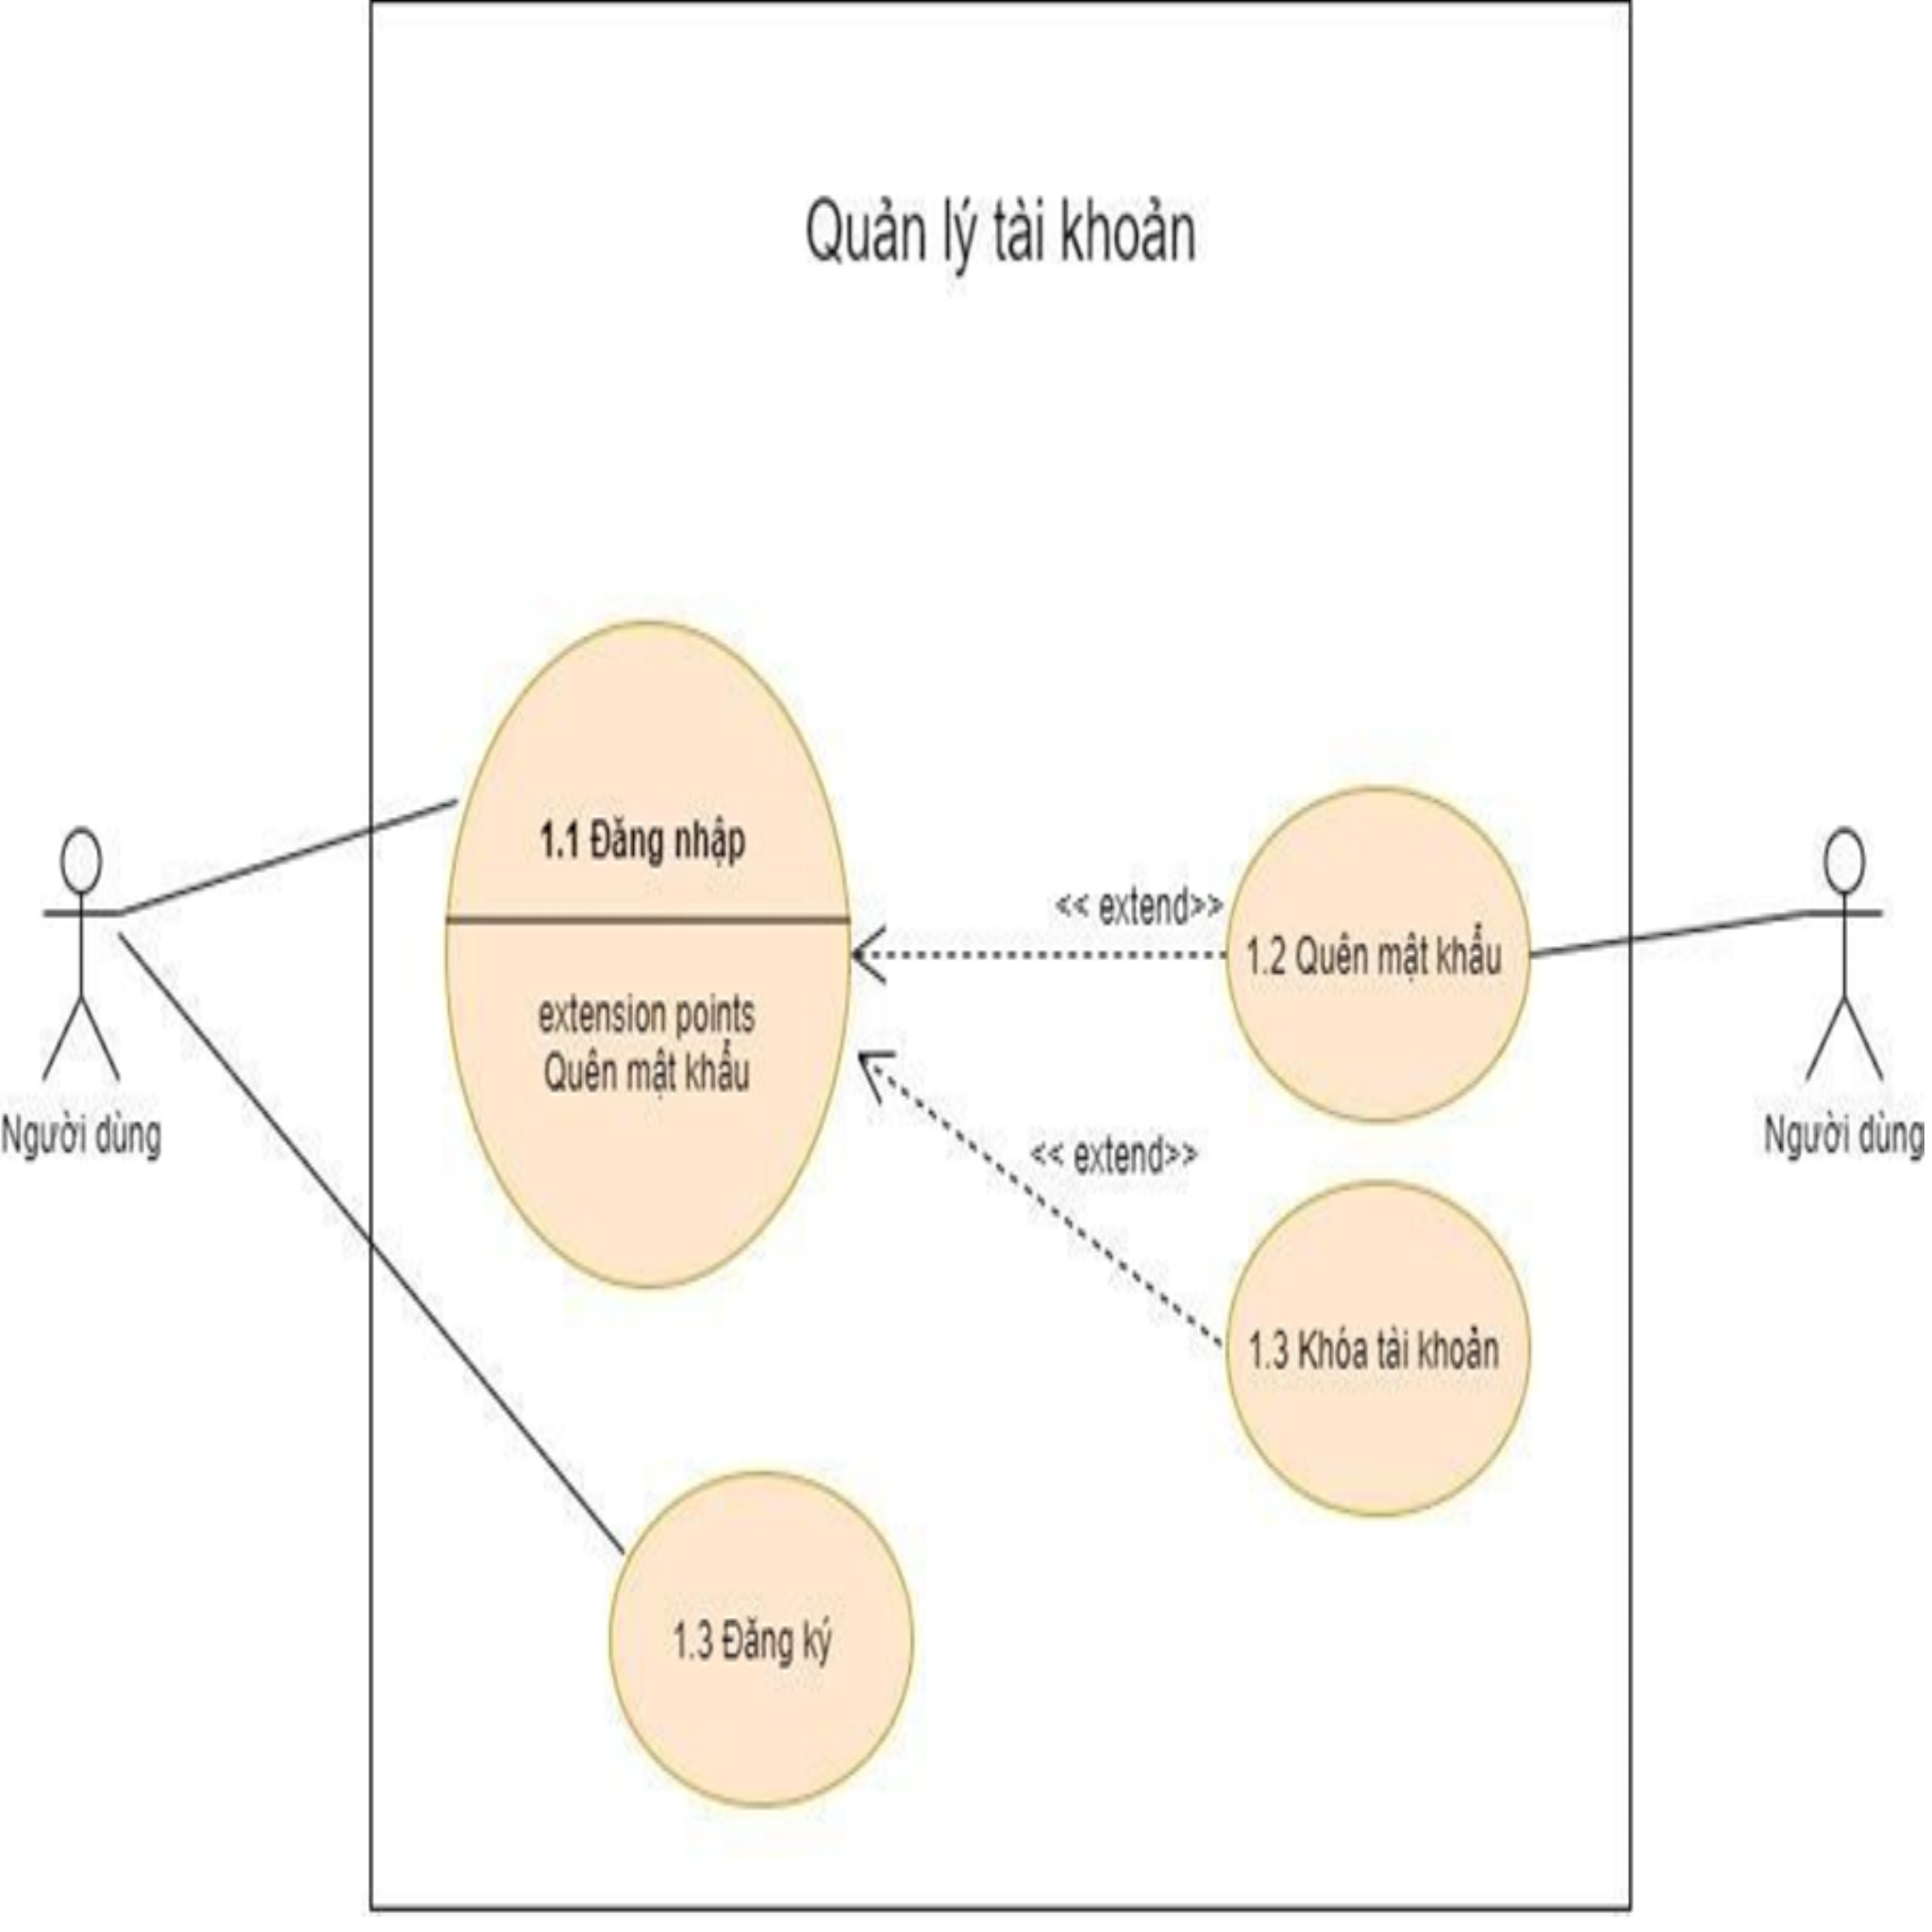 Quản lý tài khoản
1.1 Đăng nhập
extension points
Quên mật khẩu
<< extend>>
1.2 Quên mật khẩu
Người dùng
Người dùng
<< extend>>
1.3 Khóa tài khoản
1.3 Đăng ký